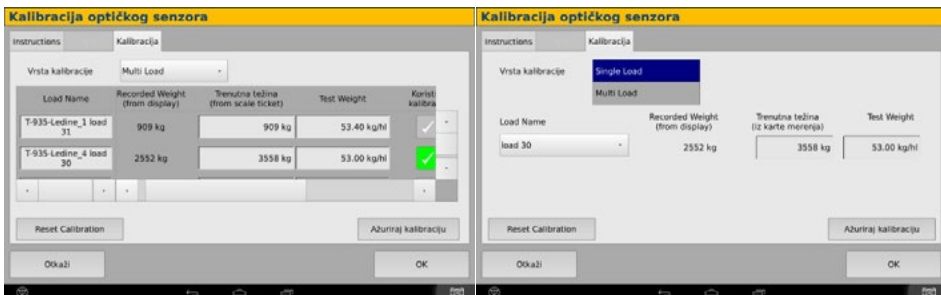 Kalibracija optičkog senzora
Instructions Kalibracija
Vrsta kalibracije Multi Load
Load Name Recorded Weight (from display) Trenutna težina (from scale ticket) Test Weight Korist kalibra
T-935-Ledine_1 load 31 909 kg 909 kg 53.40 kg/hl
T-935-Ledine_4 load 30 2552 kg 3558 kg 53.00 kg/hl
Reset Calibration Ažuriraj kalibraciju
Otkaži OK
Kalibracija optičkog senzora
Instructions Kalibracija
Vrsta kalibracije Single Load
Multi Load
Load Name Recorded Weight (from display) Trenutna težina (iz karte merenja) Test Weight
load 30 2552 kg 3558 kg 53.00 kg/hl
Reset Calibration Ažuriraj kalibraciju
Otkaži OK